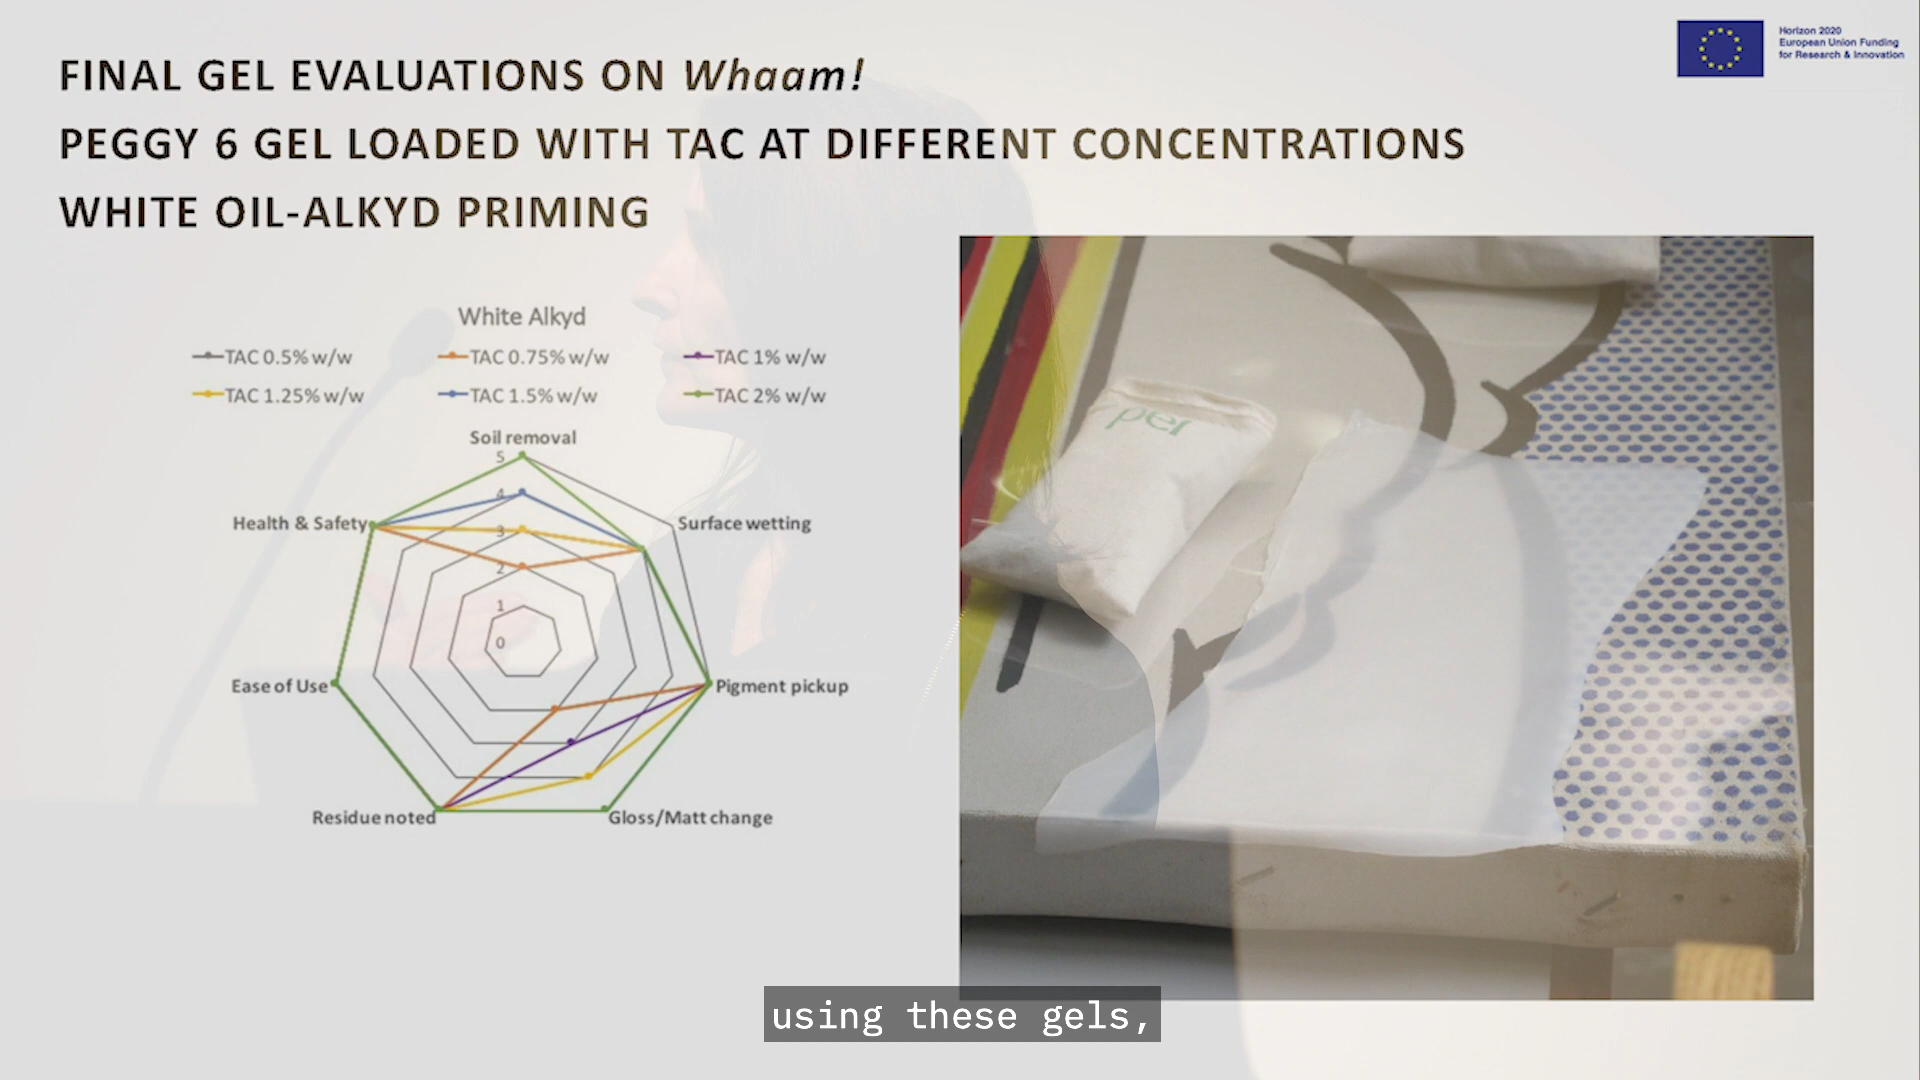 FINAL GEL EVALUATIONS ON Whaam!
PEGGY 6 GEL LOADED WITH TAC AT DIFFERENT CONCENTRATIONS
WHITE OIL-ALKYD PRIMING
Horizon 2020
European Union Funding
for Research & Innovation
White Alkyd
TAC 0.5% w/w TAC 0.75% w/w TAC 1% w/w
TAC 1.25% w/w TAC 1.5% w/w TAC 2% w/w
Soil removal
5
4
Health & Safety
Surface wetting
3
2
1
0
Ease of Use
Pigment pickup
Residue noted
Gloss/Matt change
using these gels,